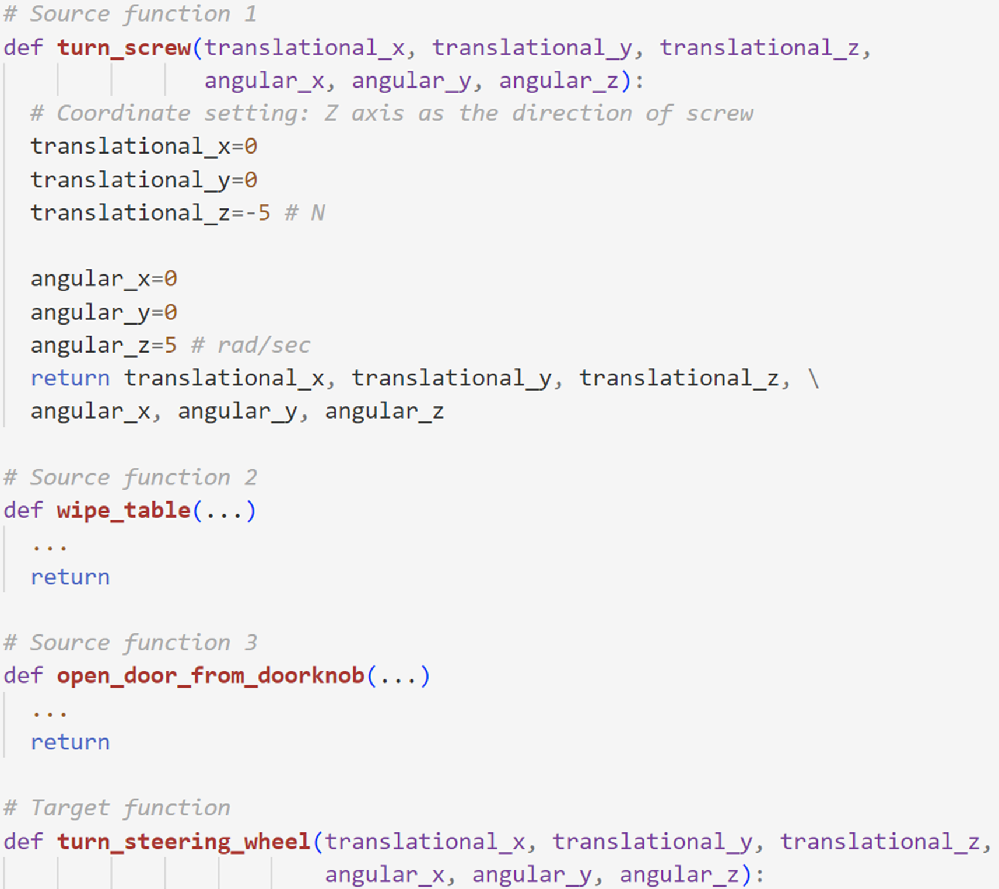 # Source function 1
def turn_screw(translational_x, translational_y, translational_z,
angular_x, angular_y, angular_z):
# Coordinate setting: Z axis as the direction of screw
translational_x=0
translational_y=0
translational_z=-5 # N
angular_x=0
angular_y=0
angular_z=5 # rad/sec
return translational_x, translational_y, translational_z, \
angular_x, angular_y, angular_z
# Source function 2
def wipe_table(...)
...
return
# Source function 3
def open_door_from_doorknob(...)
...
return
# Target function
def turn_steering_wheel(translational_x, translational_y, translational_z,
angular_x, angular_y, angular_z):